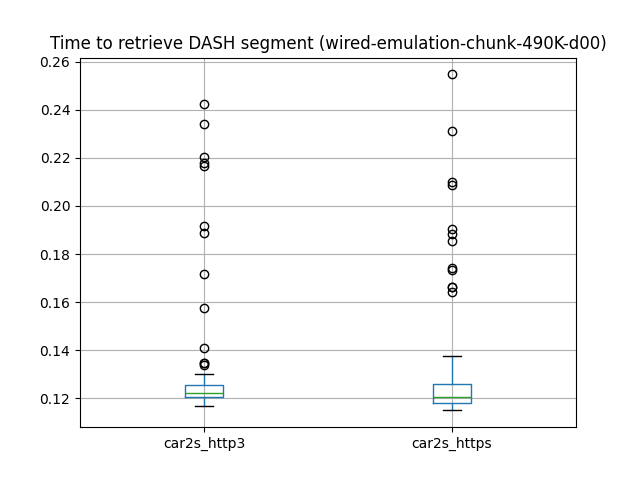 Time to retrieve DASH segment (wired-emulation-chunk-490K-d00)
0.26
0.24
0.22
0.20
0.18
0.16
0.14
0.12
car2s_http3
car2s_https